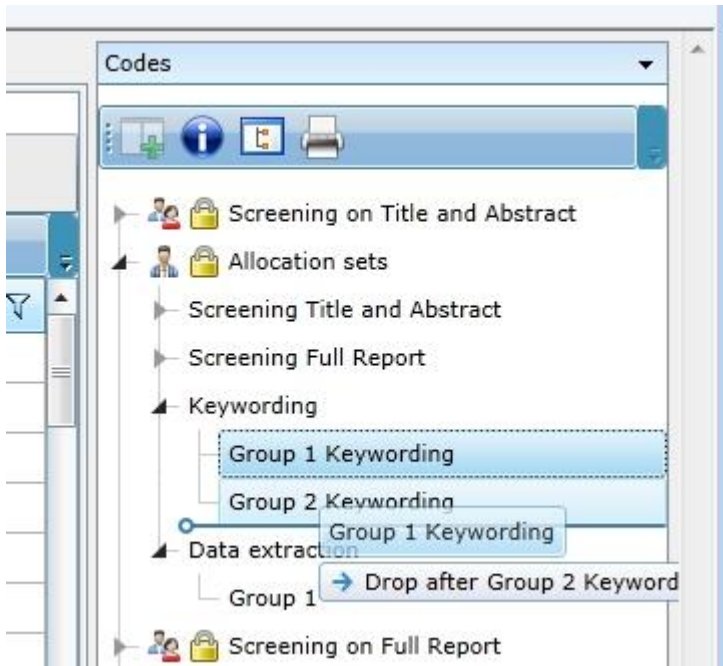 Codes
Screening on Title and Abstract
Allocation sets
Screening Title and Abstract
Screening Full Report
Keywording
Group 1 Keywording
Group 2 Keywording
Group 1 Keywording
Data extraction
Drop after Group 2 Keyword
Group 1
Screening on Full Report